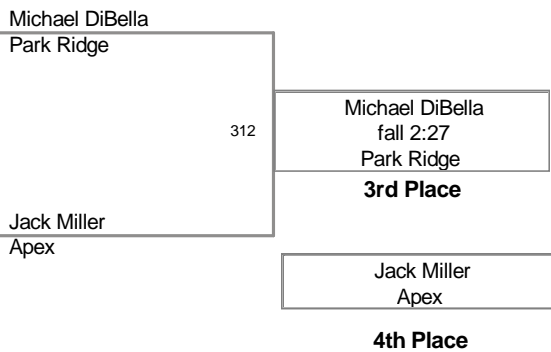 Michael DiBella
Park Ridge
312
Michael DiBella
fall 2:27
Park Ridge
3rd Place
Jack Miller
Apex
Jack Miller
Apex
4th Place